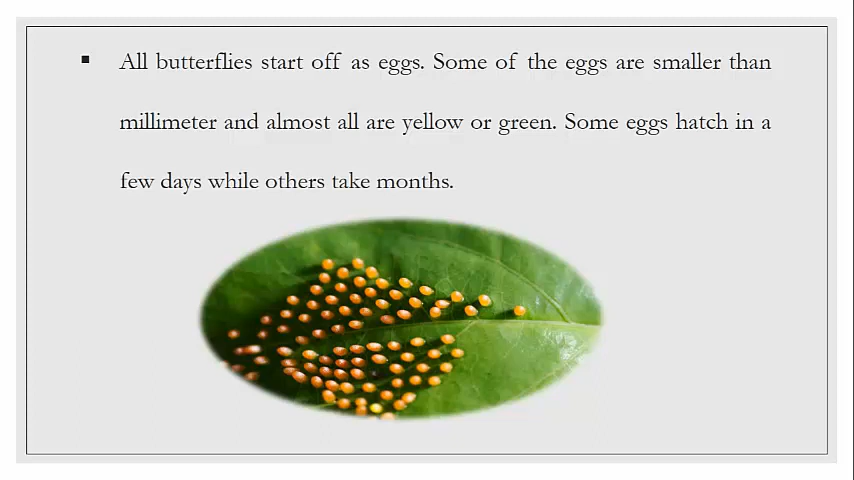 ▪ All butterflies start off as eggs. Some of the eggs are smaller than
millimeter and almost all are yellow or green. Some eggs hatch in a
few days while others take months.